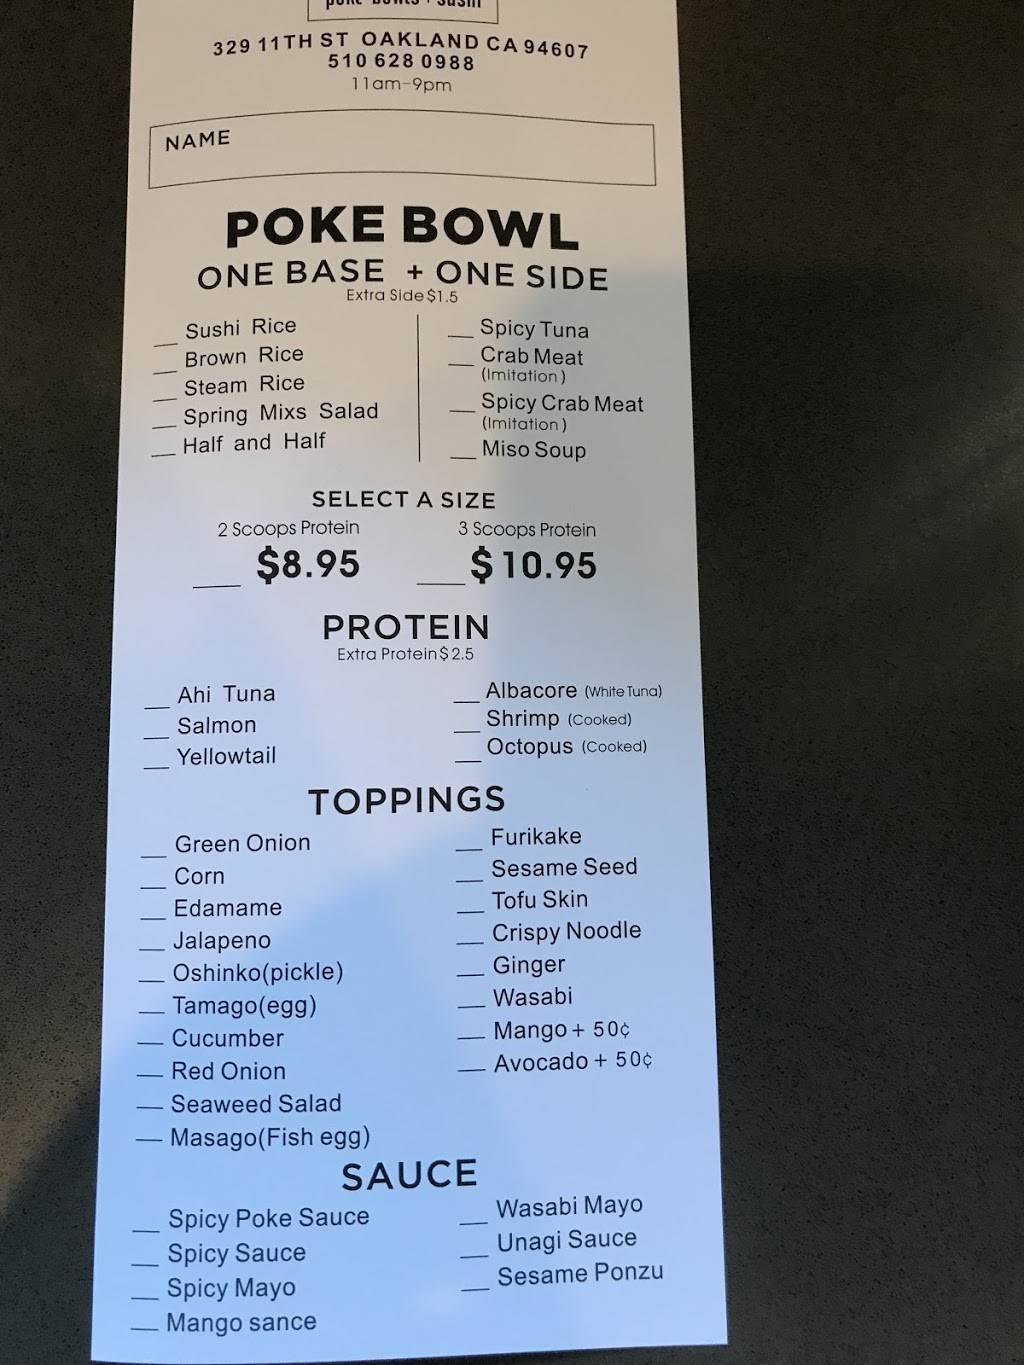 poke bowls + sushi
329 11TH ST OAKLAND CA 94607
510 628 0988
11am-9pm
NAME
POKE BOWL
ONE BASE + ONE SIDE
Extra Side $1.5
Sushi Rice
Brown Rice
Steam Rice
Spring Mixs Salad
Half and Half
Spicy Tuna
Crab Meat
(Imitation)
Spicy Crab Meat
(Imitation)
Miso Soup
SELECT A SIZE
2 Scoops Protein
$8.95
3 Scoops Protein
$10.95
PROTEIN
Extra Protein $2.5
Ahi Tuna
Salmon
Yellowtail
Albacore (White Tuna)
Shrimp (Cooked)
Octopus (Cooked)
TOPPINGS
Green Onion
Corn
Edamame
Jalapeno
Oshinko(pickle)
Tamago(egg)
Cucumber
Red Onion
Seaweed Salad
Masago(Fish egg)
Furikake
Sesame Seed
Tofu Skin
Crispy Noodle
Ginger
Wasabi
Mango + 50¢
Avocado + 50¢
SAUCE
Spicy Poke Sauce
Spicy Sauce
Spicy Mayo
Mango sance
Wasabi Mayo
Unagi Sauce
Sesame Ponzu